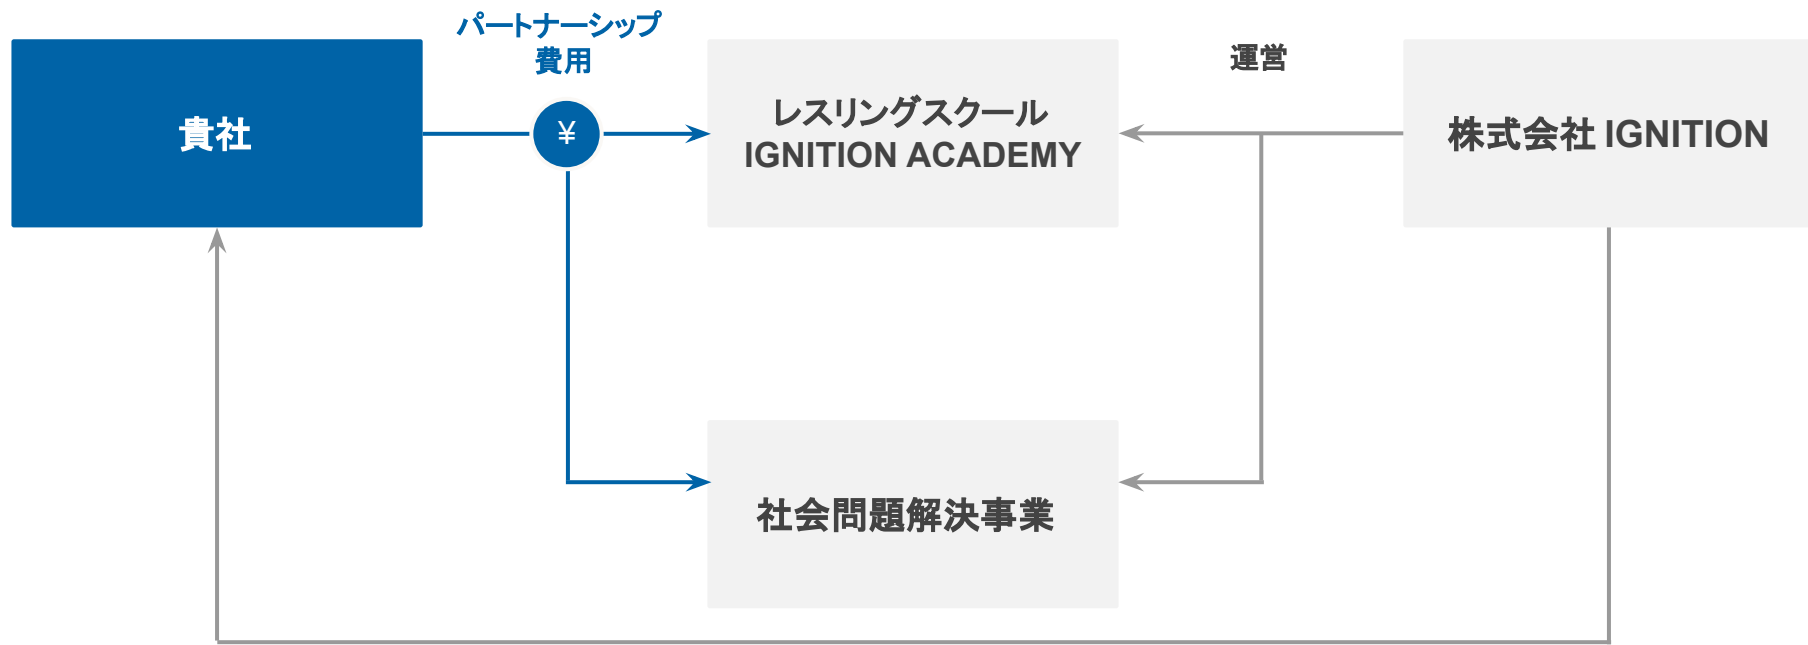 パートナーシップ
費用
貴社
¥
レスリングスクール
IGNITION ACADEMY
運営
株式会社 IGNITION
社会問題解決事業